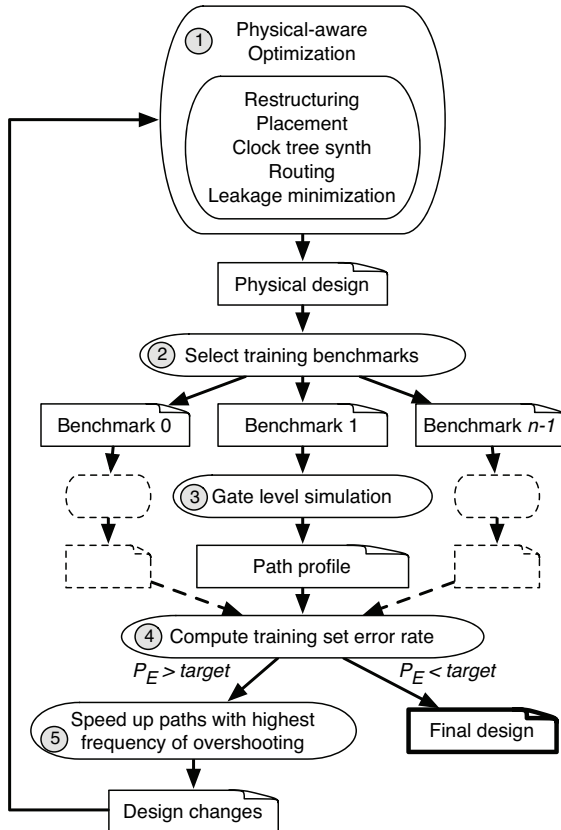 1
Physical-aware
Optimization
Restructuring
Placement
Clock tree synth
Routing
Leakage minimization
Physical design
2 Select training benchmarks
Benchmark 0
Benchmark 1
Benchmark n-1
3 Gate level simulation
Path profile
4 Compute training set error rate
P_E > target
P_E < target
5 Speed up paths with highest
frequency of overshooting
Final design
Design changes